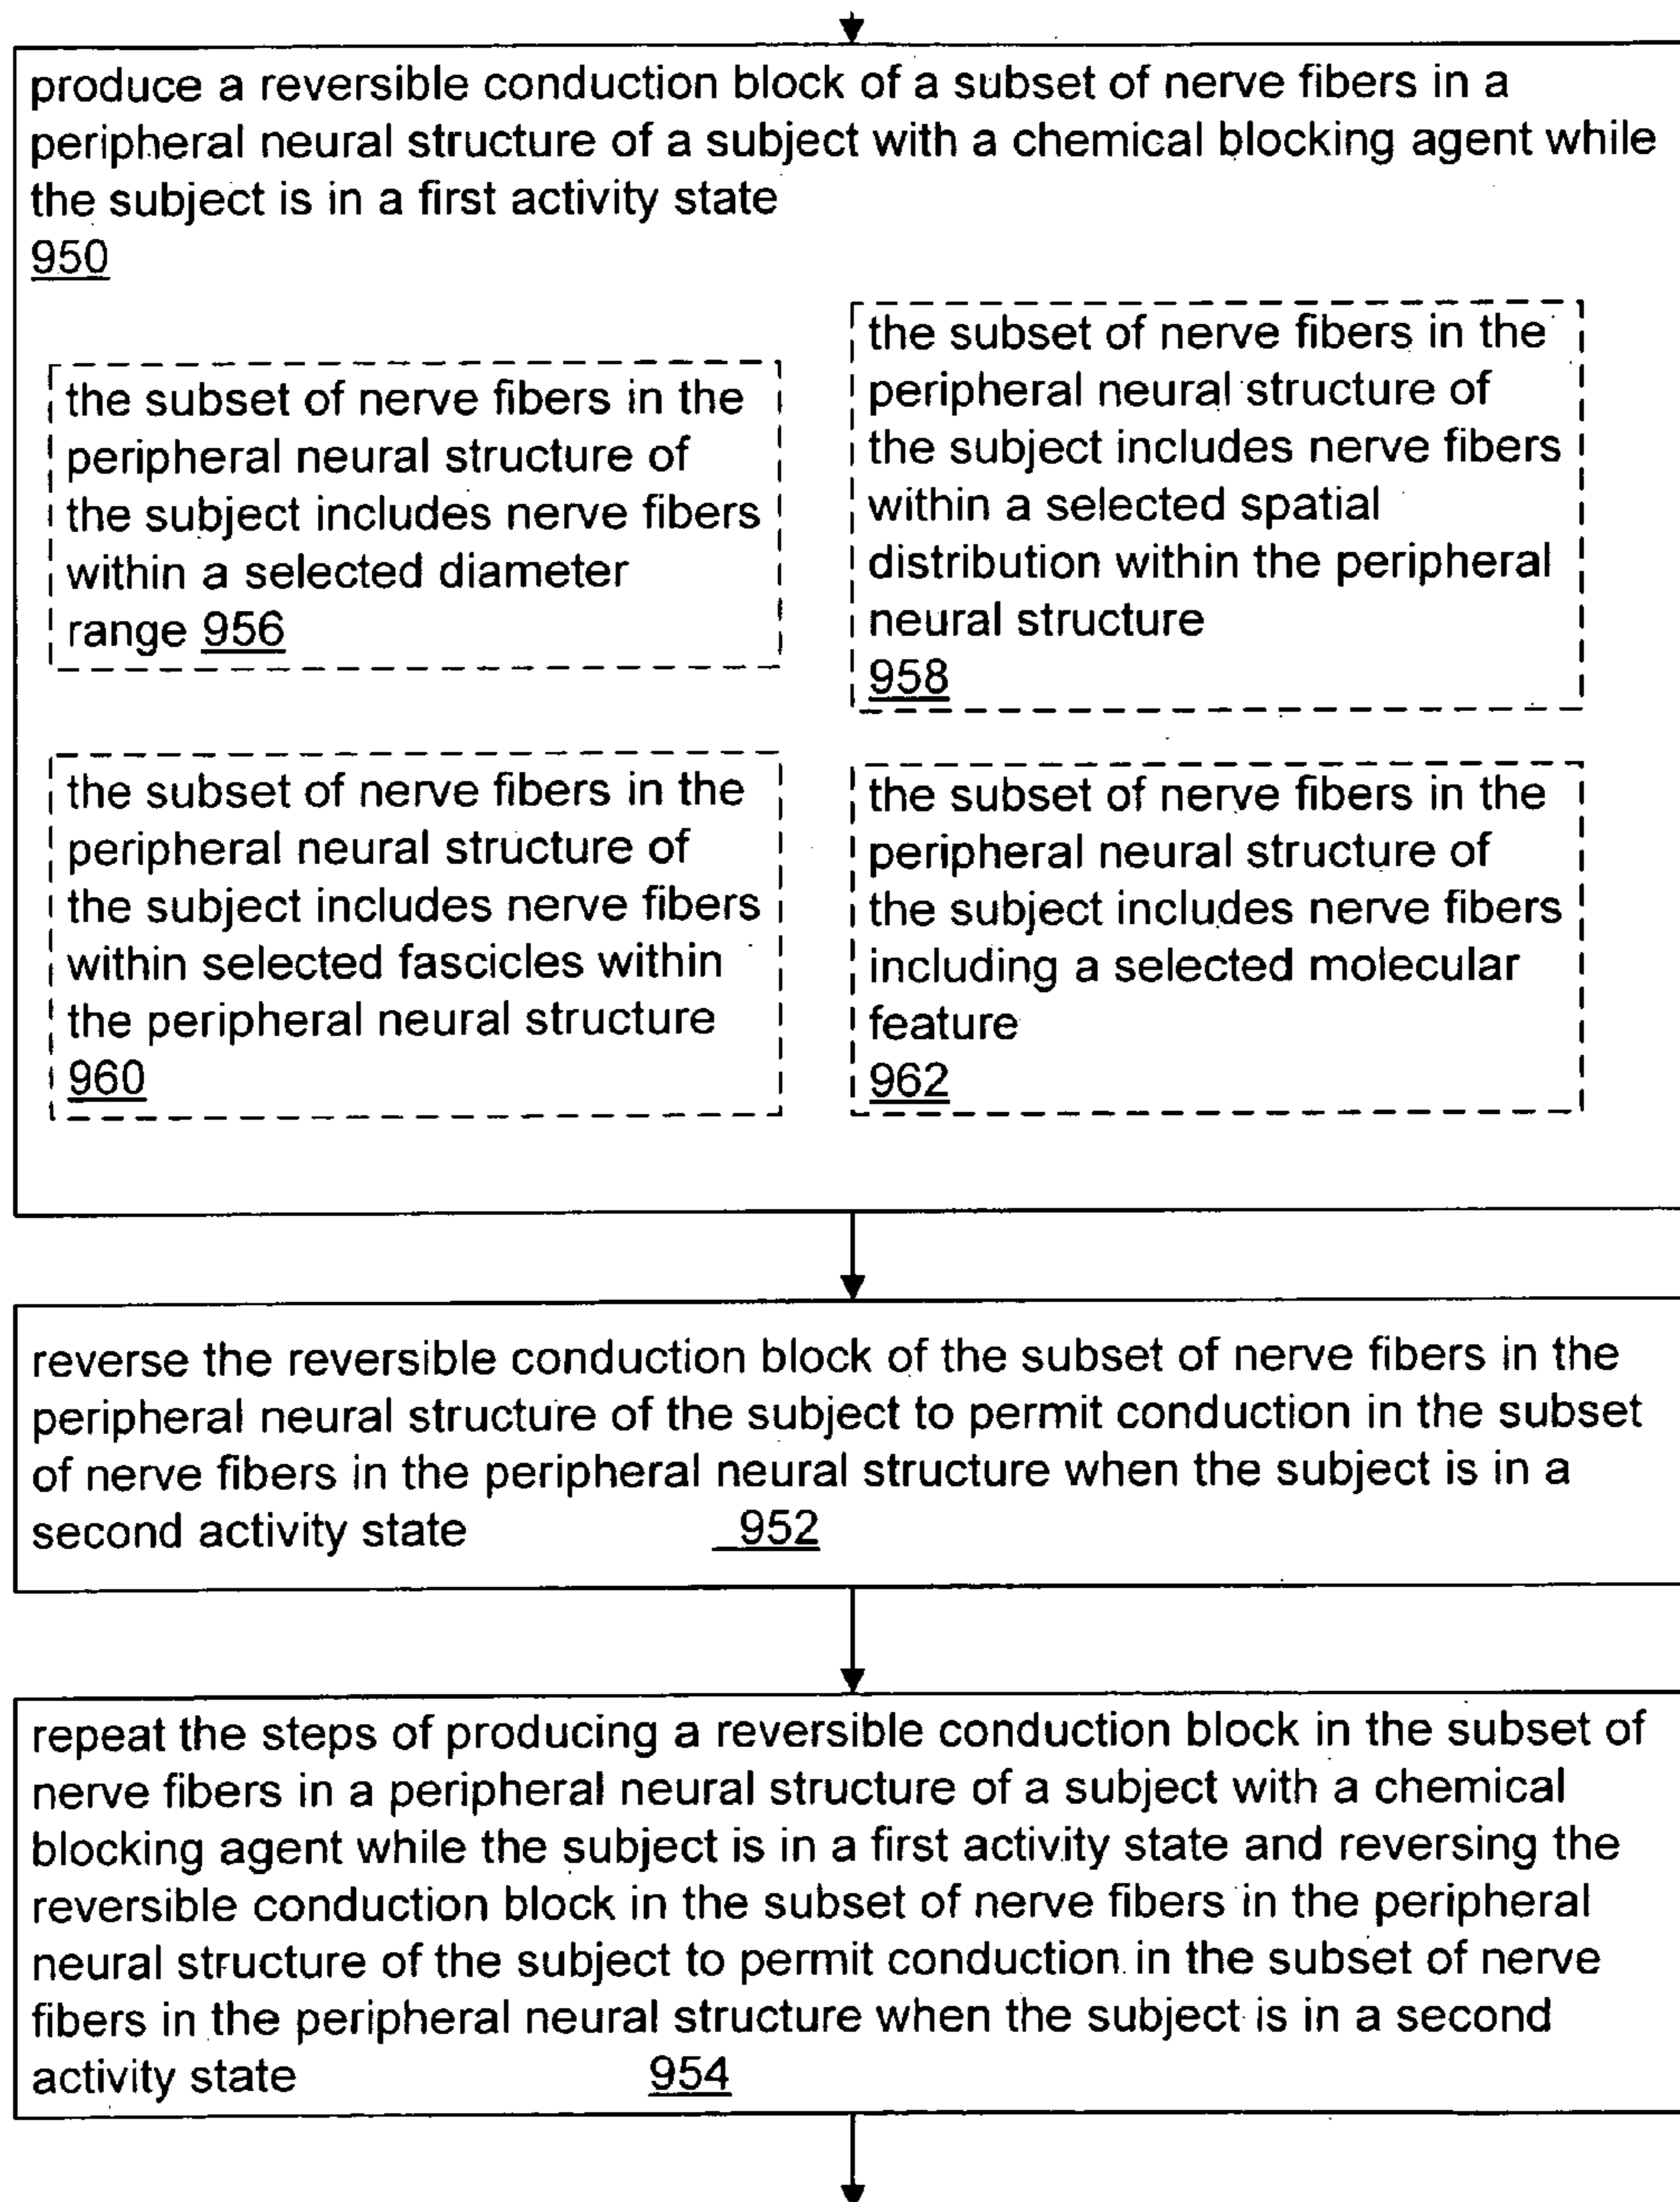 produce a reversible conduction block of a subset of nerve fibers in a
peripheral neural structure of a subject with a chemical blocking agent while
the subject is in a first activity state
950
the subset of nerve fibers in the
peripheral neural structure of
the subject includes nerve fibers
within a selected diameter
range 956
the subset of nerve fibers in the
peripheral neural structure of
the subject includes nerve fibers
within a selected spatial
distribution within the peripheral
neural structure
958
the subset of nerve fibers in the
peripheral neural structure of
the subject includes nerve fibers
within selected fascicles within
the peripheral neural structure
960
the subset of nerve fibers in the
peripheral neural structure of
the subject includes nerve fibers
including a selected molecular
feature
962
reverse the reversible conduction block of the subset of nerve fibers in the
peripheral neural structure of the subject to permit conduction in the subset
of nerve fibers in the peripheral neural structure when the subject is in a
second activity state 952
repeat the steps of producing a reversible conduction block in the subset of
nerve fibers in a peripheral neural structure of a subject with a chemical
blocking agent while the subject is in a first activity state and reversing the
reversible conduction block in the subset of nerve fibers in the peripheral
neural structure of the subject to permit conduction in the subset of nerve
fibers in the peripheral neural structure when the subject is in a second
activity state 954